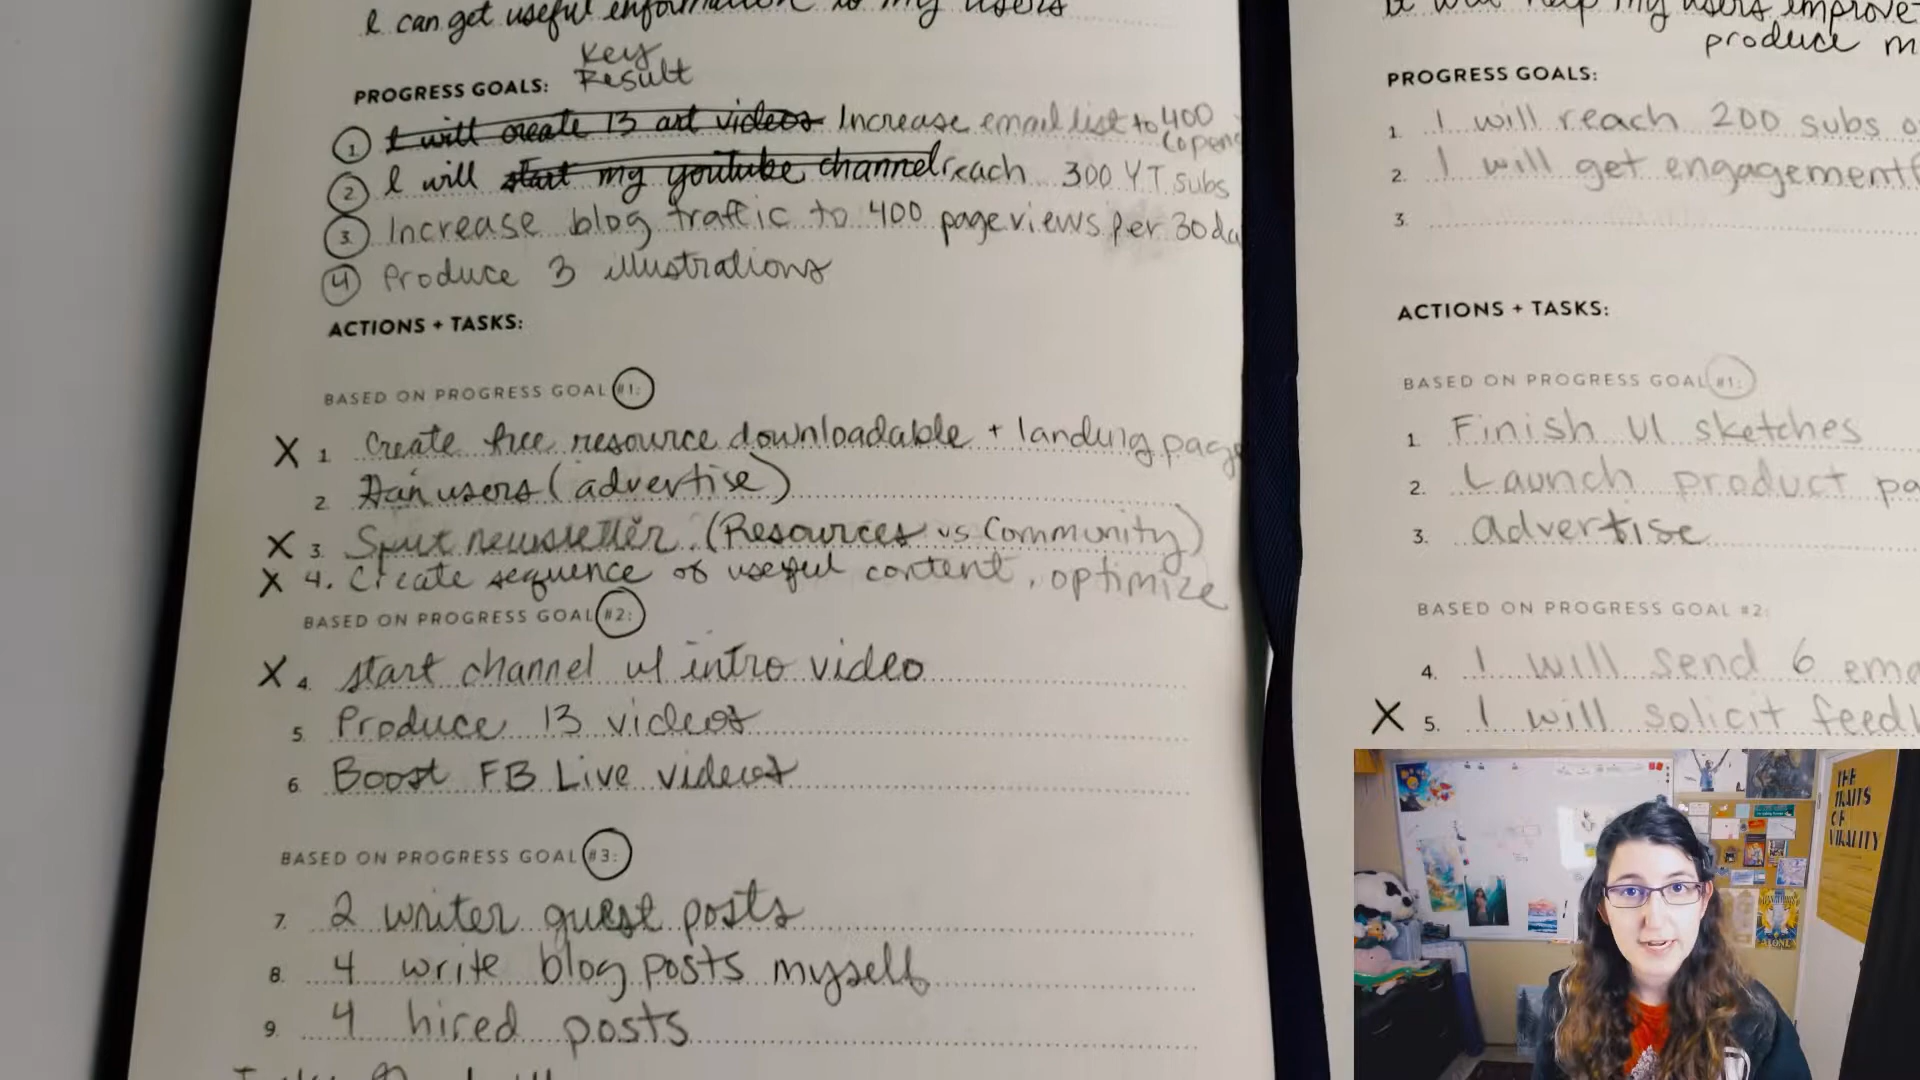 I can get useful information to my users
Key
Result
PROGRESS GOALS:
1 I will create 13 art videos Increase email list to 400
(open
2 I will start my youtube channel reach 300 YT subs
3. Increase blog traffic to 400 pageviews per 30 da
4 Produce 3 illustrations
ACTIONS + TASKS:
BASED ON PROGRESS GOAL #1:
X 1. Create free resource downloadable + landing page
2. Gain users (advertise)
X 3. Split newsletter (Resources vs Community)
X 4. Create sequence of useful content, optimize
BASED ON PROGRESS GOAL #2:
X 4. start channel w/ intro video
5. Produce 13 videos
6. Boost FB Live videos
BASED ON PROGRESS GOAL #3:
7. 2 writer guest posts
8. 4 write blog posts myself
9. 4 hired posts
It will help my users improve
produce m
PROGRESS GOALS:
1. I will reach 200 subs o
2. I will get engagement
3.
ACTIONS + TASKS:
BASED ON PROGRESS GOAL #1:
1. Finish UI sketches
2. Launch product pa
3. advertise
BASED ON PROGRESS GOAL #2:
4. I will send 6 ema
X 5. I will solicit feed
THE
TRAITS
OF
VIRALITY